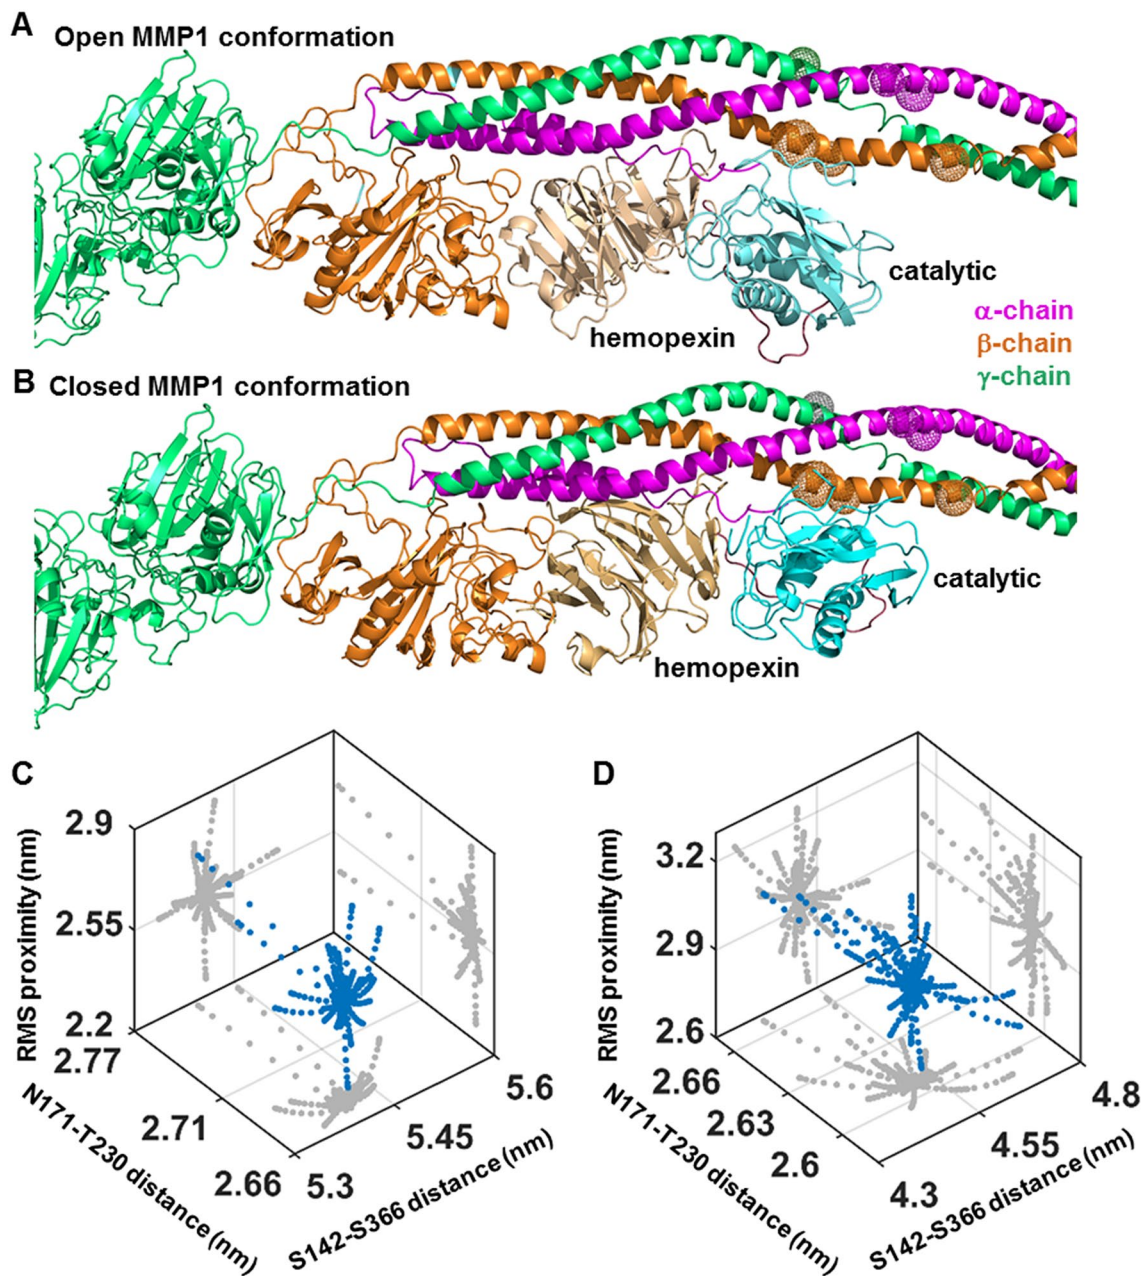 A
Open MMP1 conformation
catalytic
hemopexin
α-chain
β-chain
γ-chain
B
Closed MMP1 conformation
catalytic
hemopexin
C
RMS proximity (nm)
2.9
2.55
2.2
2.77
2.71
2.66
N171-T230 distance (nm)
5.3
5.45
5.6
S142-S366 distance (nm)
D
RMS proximity (nm)
3.2
2.9
2.6
2.66
2.63
2.6
N171-T230 distance (nm)
4.3
4.55
4.8
S142-S366 distance (nm)